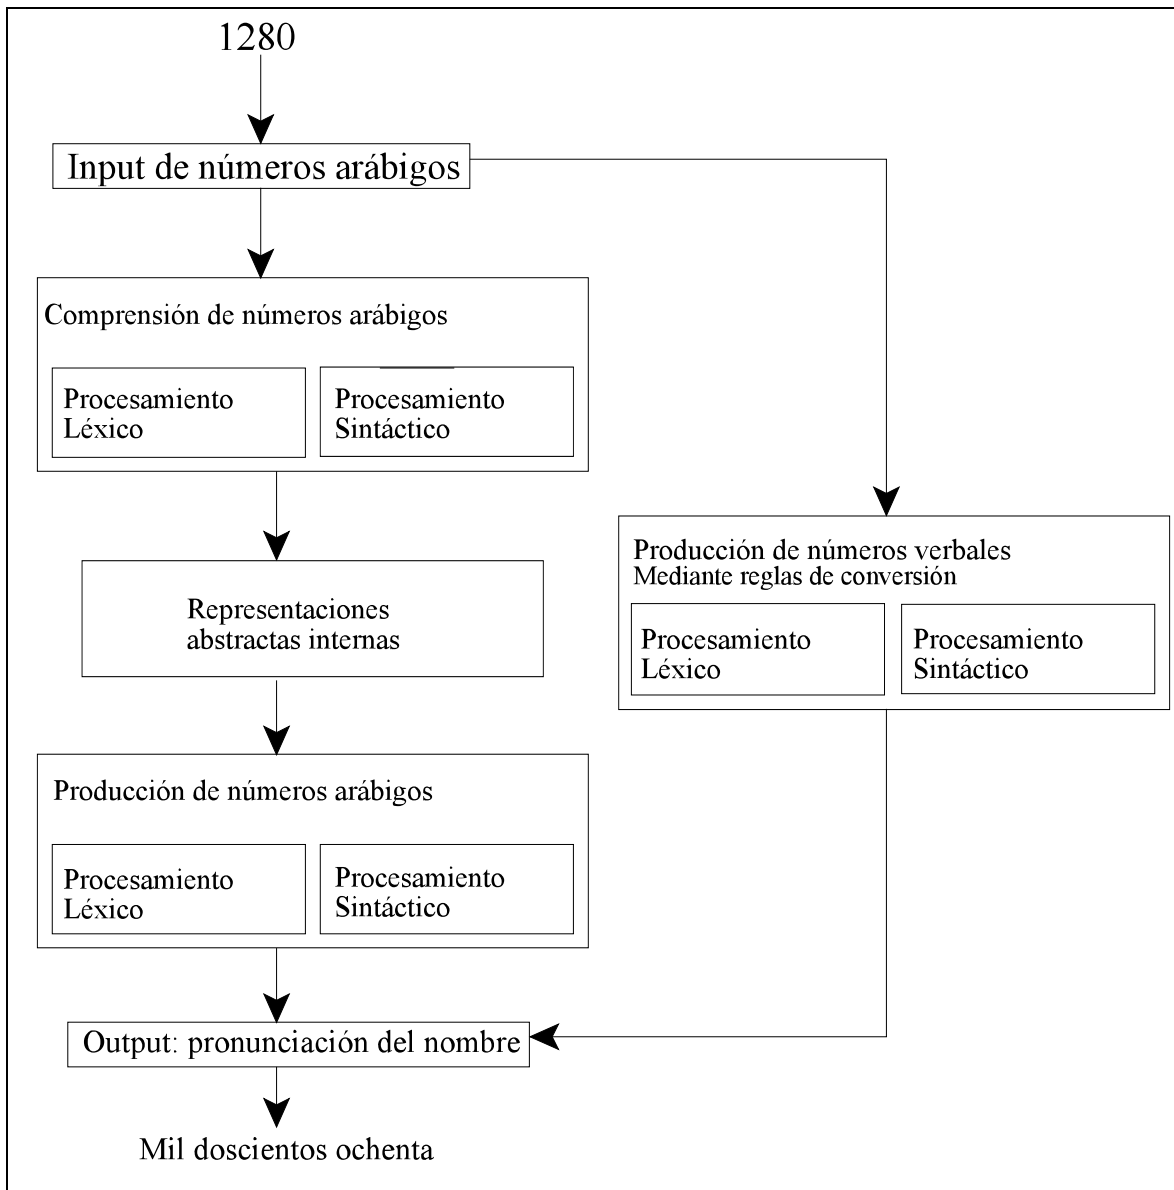 1280
Input de números arábigos
Comprensión de números arábigos
Procesamiento
Léxico
Procesamiento
Sintáctico
Representaciones
abstractas internas
Producción de números arábigos
Procesamiento
Léxico
Procesamiento
Sintáctico
Producción de números verbales
Mediante reglas de conversión
Procesamiento
Léxico
Procesamiento
Sintáctico
Output: pronunciación del nombre
Mil doscientos ochenta